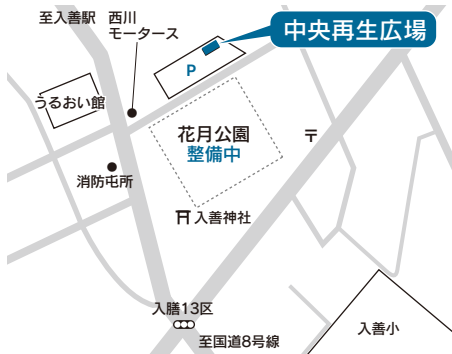 至入善駅
西川
モータース
中央再生広場
P
うるおい館
花月公園
整備中
〒
消防屯所
入善神社
入膳13区
至国道8号線
入善小